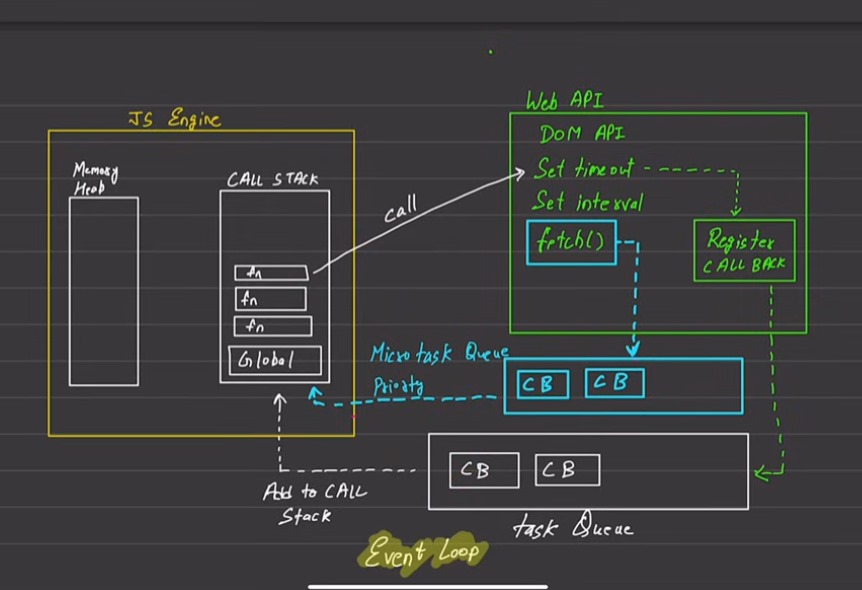 JS Engine
Memory
Heap
CALL STACK
fn
fn
fn
Global
call
Web API
DOM API
Set timeout
Set interval
fetch()
Register
CALL BACK
Micro task Queue
Priority
CB
CB
CB
CB
Add to CALL
Stack
task Queue
Event Loop